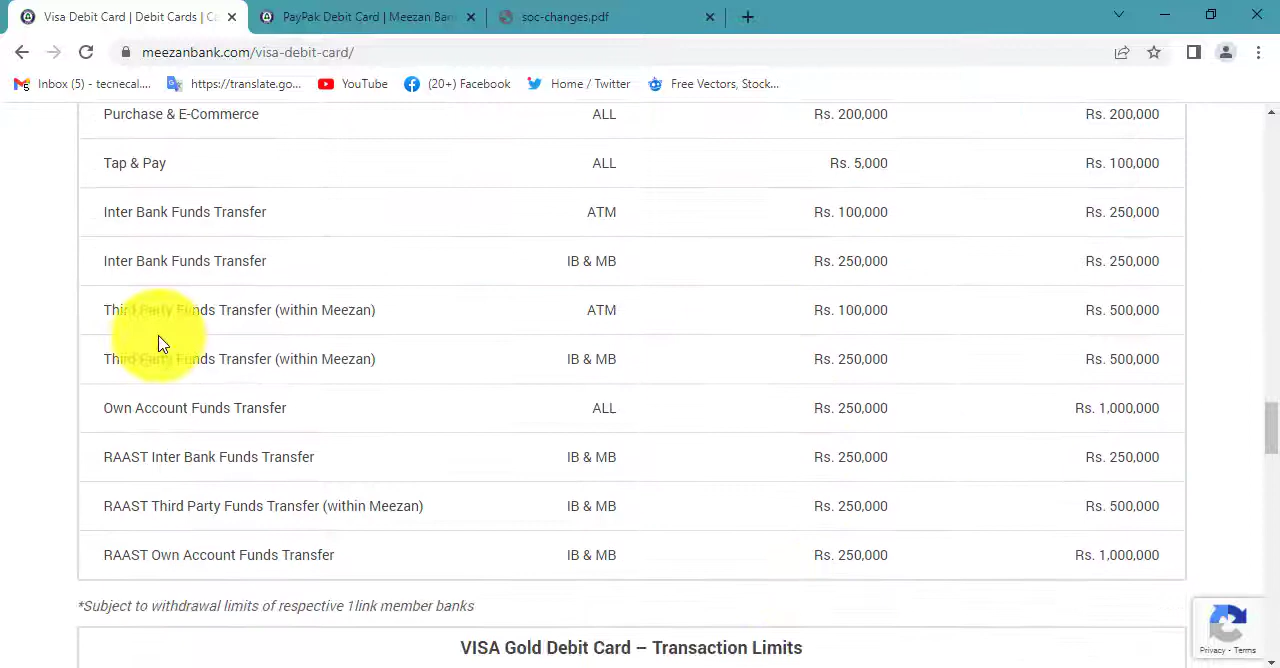 Visa Debit Card | Debit Cards | C
PayPak Debit Card | Meezan Ban
soc-changes.pdf
meezanbank.com/visa-debit-card/
Inbox (5) - tecnecal....
https://translate.go...
YouTube
(20+) Facebook
Home / Twitter
Free Vectors, Stock...
Purchase & E-Commerce ALL Rs. 200,000 Rs. 200,000
Tap & Pay ALL Rs. 5,000 Rs. 100,000
Inter Bank Funds Transfer ATM Rs. 100,000 Rs. 250,000
Inter Bank Funds Transfer IB & MB Rs. 250,000 Rs. 250,000
Third Party Funds Transfer (within Meezan) ATM Rs. 100,000 Rs. 500,000
Third Party Funds Transfer (within Meezan) IB & MB Rs. 250,000 Rs. 500,000
Own Account Funds Transfer ALL Rs. 250,000 Rs. 1,000,000
RAAST Inter Bank Funds Transfer IB & MB Rs. 250,000 Rs. 250,000
RAAST Third Party Funds Transfer (within Meezan) IB & MB Rs. 250,000 Rs. 500,000
RAAST Own Account Funds Transfer IB & MB Rs. 250,000 Rs. 1,000,000
*Subject to withdrawal limits of respective 1link member banks
VISA Gold Debit Card – Transaction Limits
Privacy - Terms